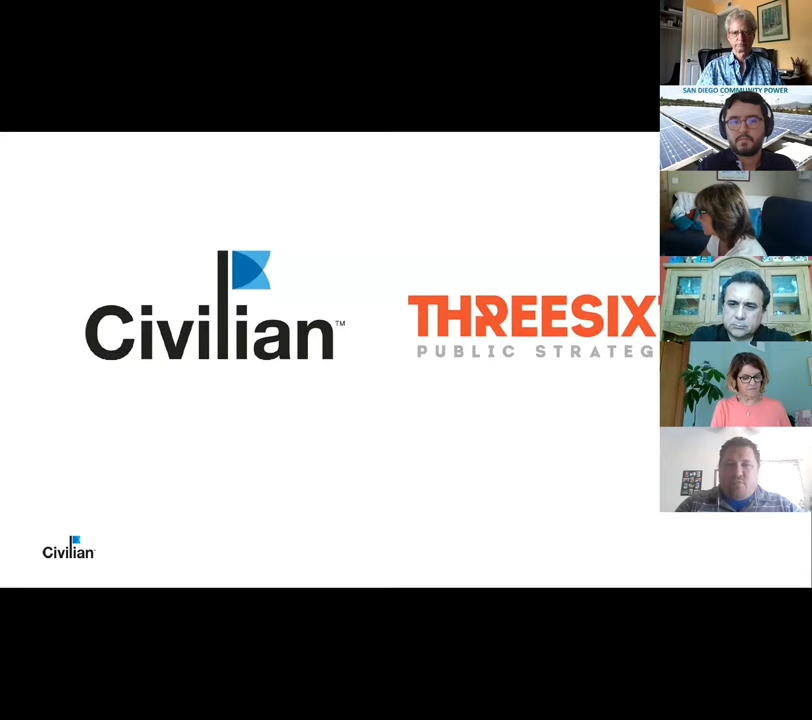 SAN DIEGO COMMUNITY POWER
Civilian™
THREESIX
PUBLIC STRATEG
Civilian